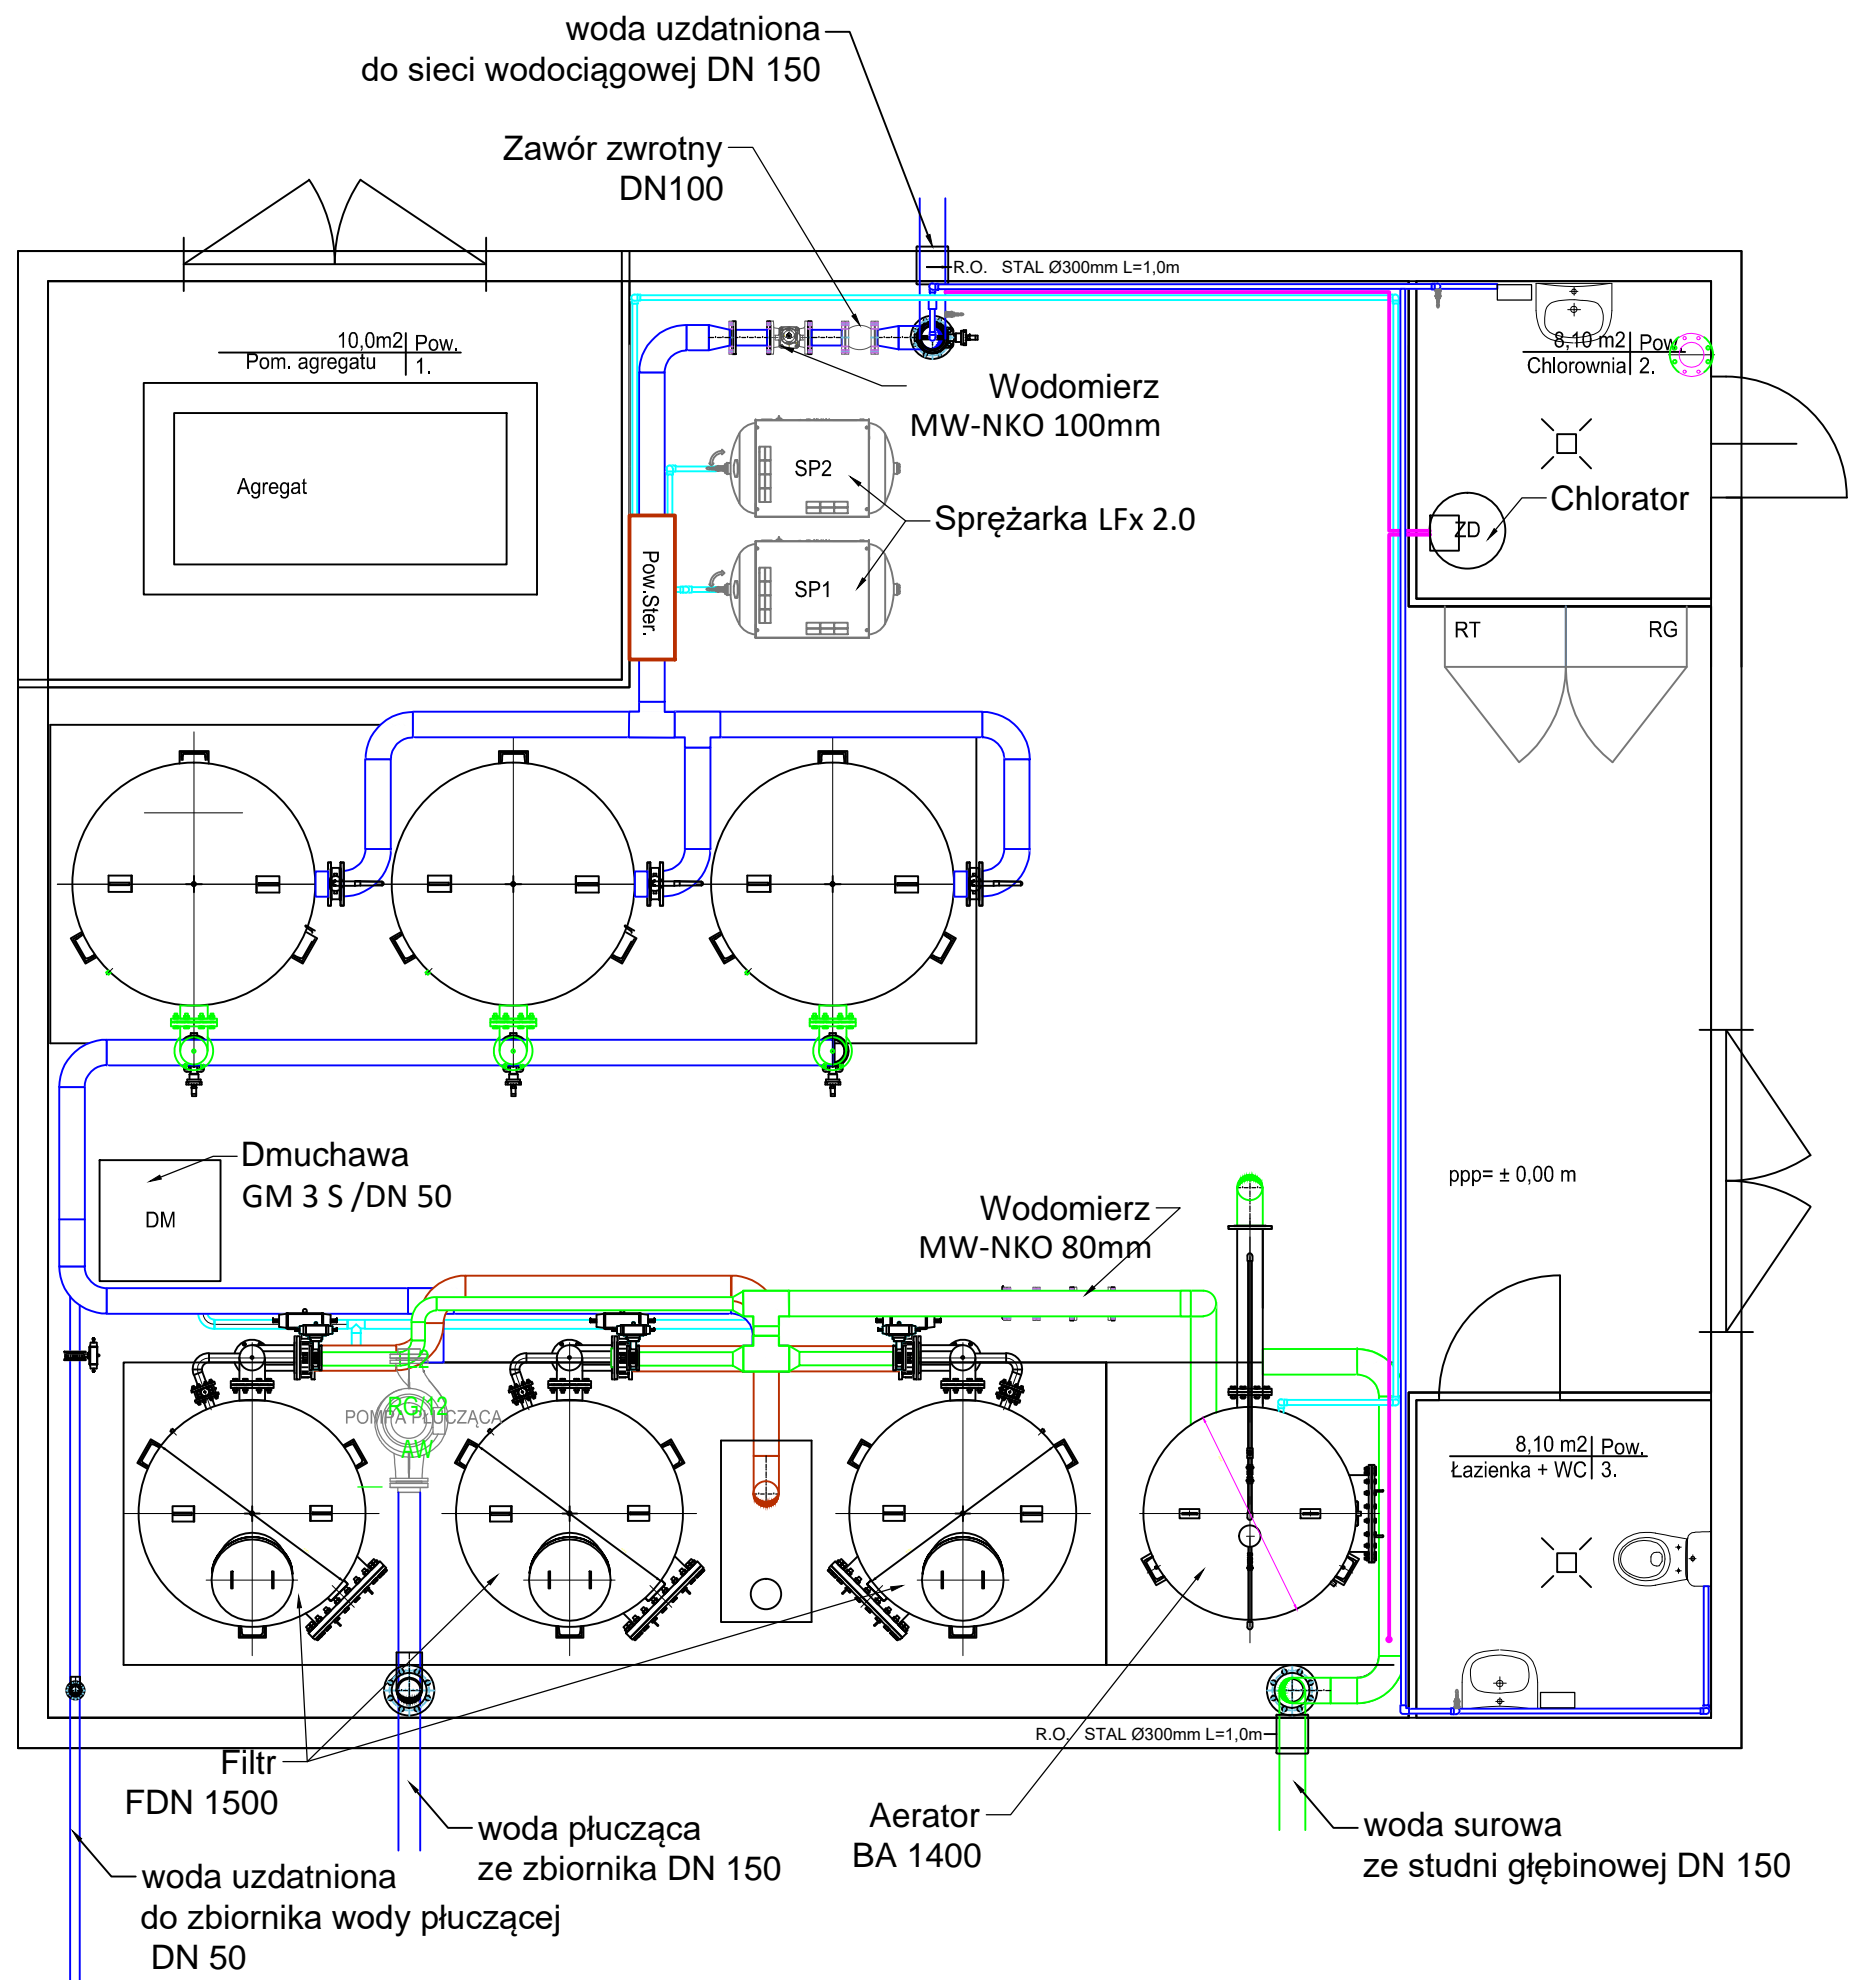 woda uzdatniona
do sieci wodociągowej DN 150
Zawór zwrotny
DN100
R.O. STAL Ø300mm L=1,0m
10,0m2 Pow.
Pom. agregatu 1.
Agregat
Wodomierz
MW-NKO 100mm
8,10 m2 Pow.
Chlorownia 2.
SP2
Sprężarka LFx 2.0
SP1
Pow.Ster.
Chlorator
ZD
RT
RG
Dmuchawa
GM 3 S /DN 50
DM
Wodomierz
MW-NKO 80mm
ppp= ± 0,00 m
POMPA PŁUCZĄCA
AW
8,10 m2 Pow.
Łazienka + WC 3.
R.O. STAL Ø300mm L=1,0m
Filtr
FDN 1500
Aerator
BA 1400
woda płucząca
ze zbiornika DN 150
woda surowa
ze studni głębinowej DN 150
woda uzdatniona
do zbiornika wody płuczącej
DN 50